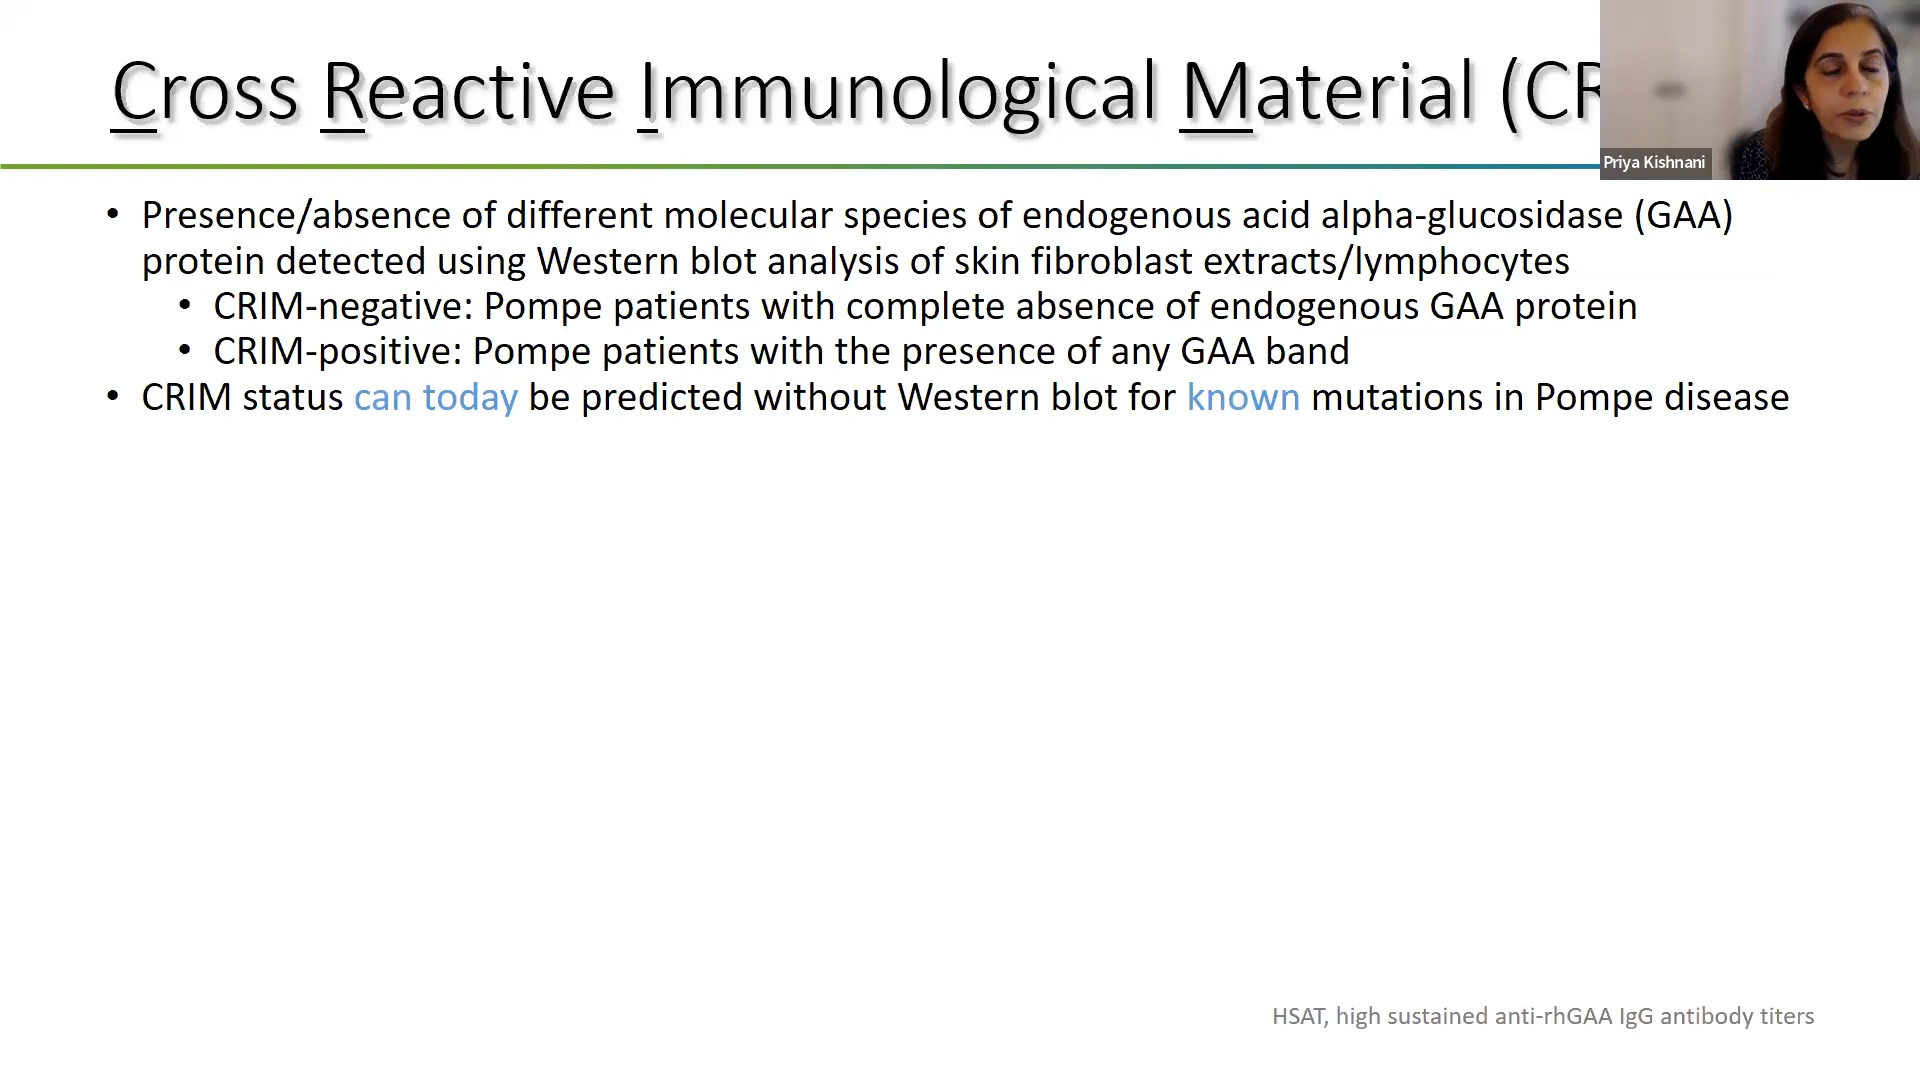 Cross Reactive Immunological Material (CR
Priya Kishnani
• Presence/absence of different molecular species of endogenous acid alpha-glucosidase (GAA)
protein detected using Western blot analysis of skin fibroblast extracts/lymphocytes
• CRIM-negative: Pompe patients with complete absence of endogenous GAA protein
• CRIM-positive: Pompe patients with the presence of any GAA band
• CRIM status can today be predicted without Western blot for known mutations in Pompe disease
HSAT, high sustained anti-rhGAA IgG antibody titers